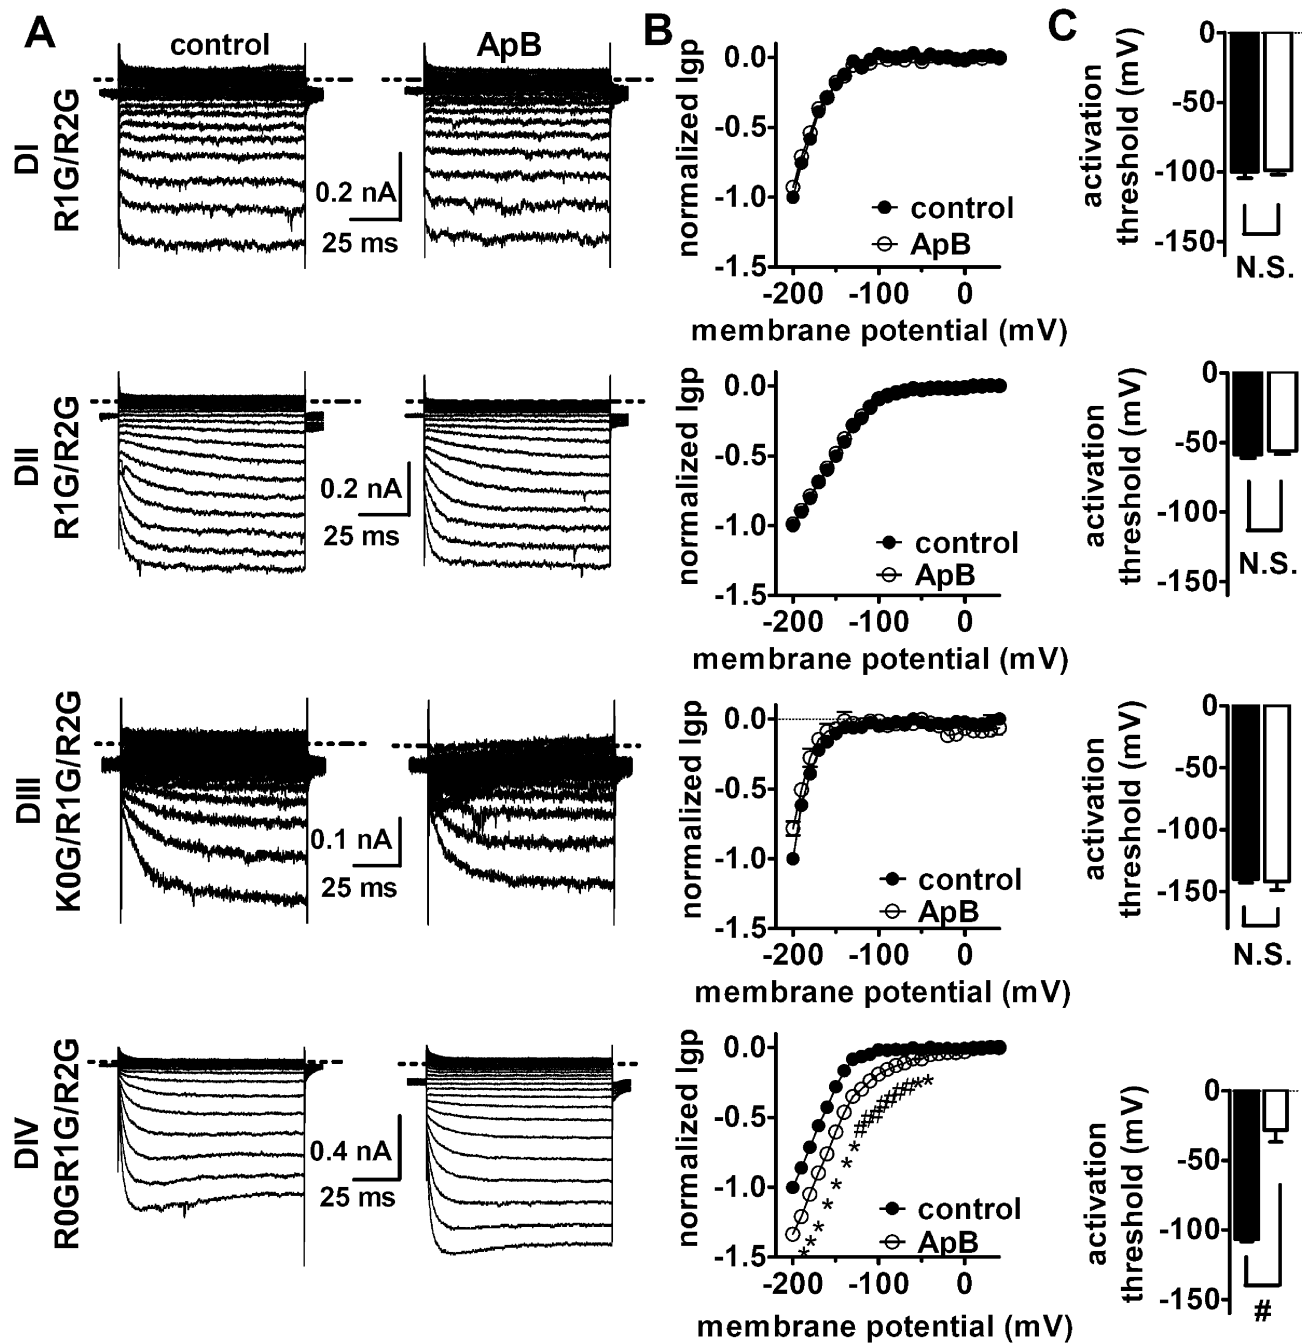 A
control
ApB
DI
R1G/R2G
0.2 nA
25 ms
B
normalized Igp
0.0
-0.5
-1.0
-1.5
control
ApB
-200
-100
0
membrane potential (mV)
C
activation
threshold (mV)
0
-50
-100
-150
N.S.
DII
R1G/R2G
0.2 nA
25 ms
normalized Igp
0.0
-0.5
-1.0
-1.5
control
ApB
-200
-100
0
membrane potential (mV)
activation
threshold (mV)
0
-50
-100
-150
N.S.
DIII
K0G/R1G/R2G
0.1 nA
25 ms
normalized Igp
0.0
-0.5
-1.0
-1.5
control
ApB
-200
-100
0
membrane potential (mV)
activation
threshold (mV)
0
-50
-100
-150
N.S.
DIV
R0GR1G/R2G
0.4 nA
25 ms
normalized Igp
0.0
-0.5
-1.0
-1.5
control
ApB
-200
-100
0
membrane potential (mV)
activation
threshold (mV)
0
-50
-100
-150
#